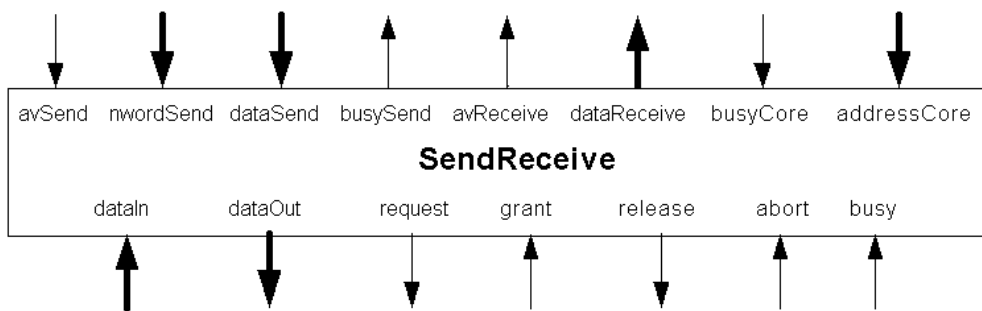 avSend nwordSend dataSend busySend avReceive dataReceive busyCore addressCore
SendReceive
dataIn dataOut request grant release abort busy